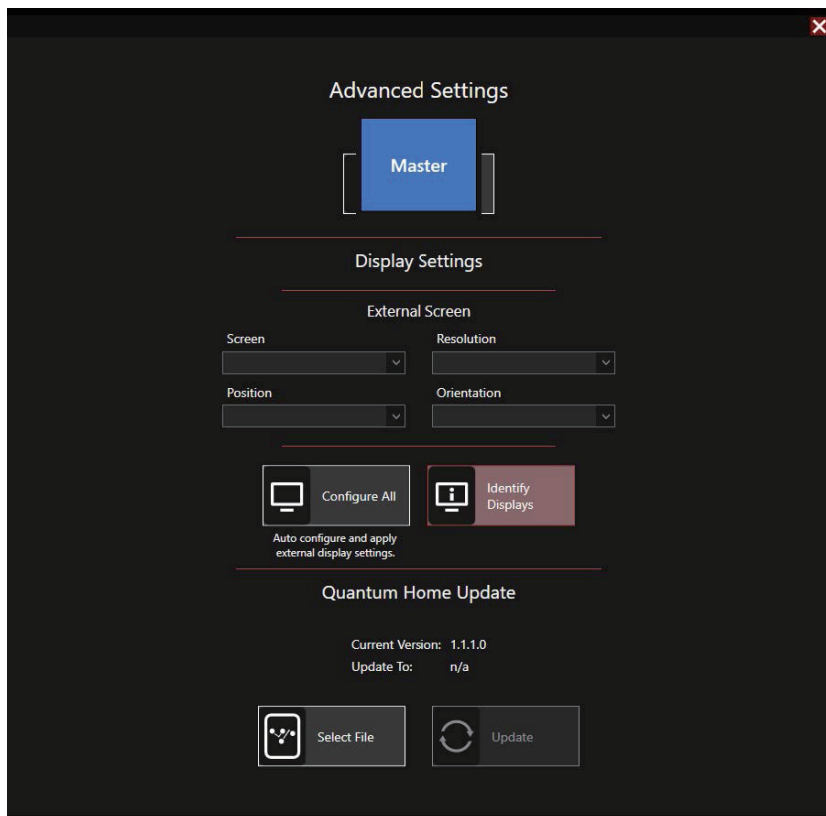 Advanced Settings
Master
Display Settings
External Screen
Screen
Resolution
Position
Orientation
Configure All
Identify
Displays
Auto configure and apply
external display settings.
Quantum Home Update
Current Version: 1.1.1.0
Update To: n/a
Select File
Update